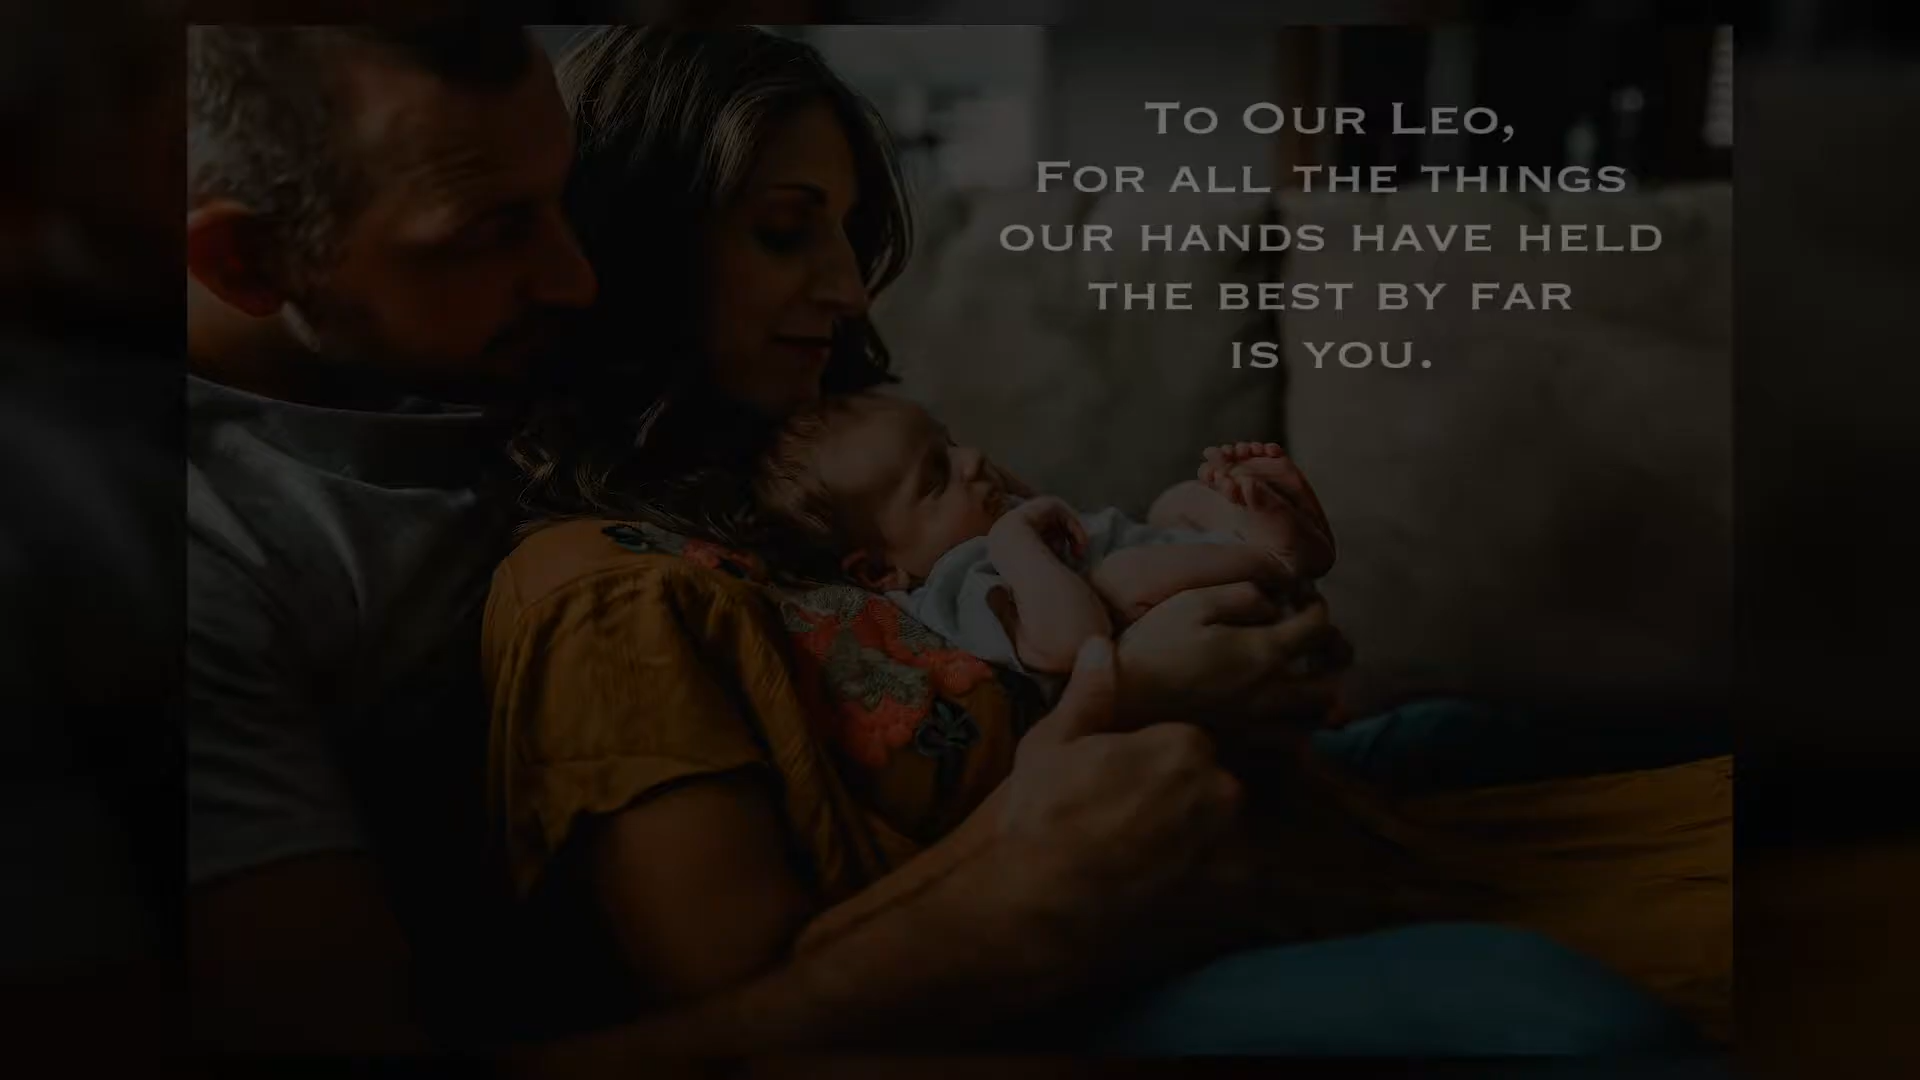 To Our Leo,
For all the things
our hands have held
the best by far
is you.